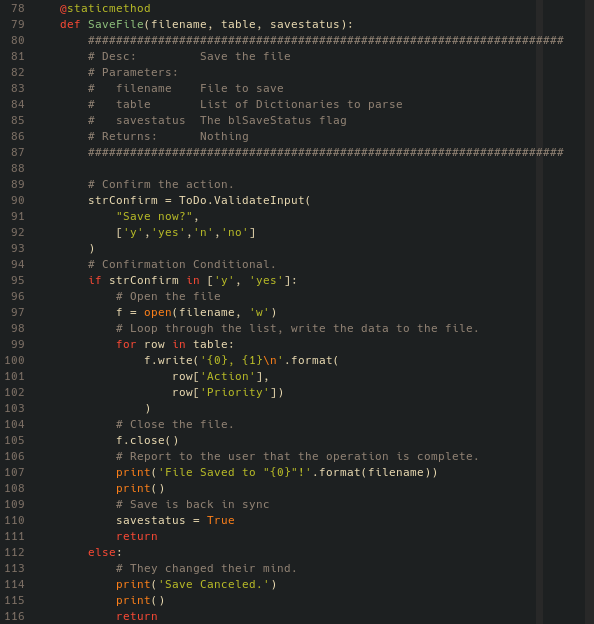 78 @staticmethod
79 def SaveFile(filename, table, savestatus):
80 ####################################################################
81 # Desc: Save the file
82 # Parameters:
83 # filename File to save
84 # table List of Dictionaries to parse
85 # savestatus The blSaveStatus flag
86 # Returns: Nothing
87 ####################################################################
88
89 # Confirm the action.
90 strConfirm = ToDo.ValidateInput(
91 "Save now?",
92 ['y','yes','n','no']
93 )
94 # Confirmation Conditional.
95 if strConfirm in ['y', 'yes']:
96 # Open the file
97 f = open(filename, 'w')
98 # Loop through the list, write the data to the file.
99 for row in table:
100 f.write('{0}, {1}\n'.format(
101 row['Action'],
102 row['Priority'])
103 )
104 # Close the file.
105 f.close()
106 # Report to the user that the operation is complete.
107 print('File Saved to "{0}"!'.format(filename))
108 print()
109 # Save is back in sync
110 savestatus = True
111 return
112 else:
113 # They changed their mind.
114 print('Save Canceled.')
115 print()
116 return